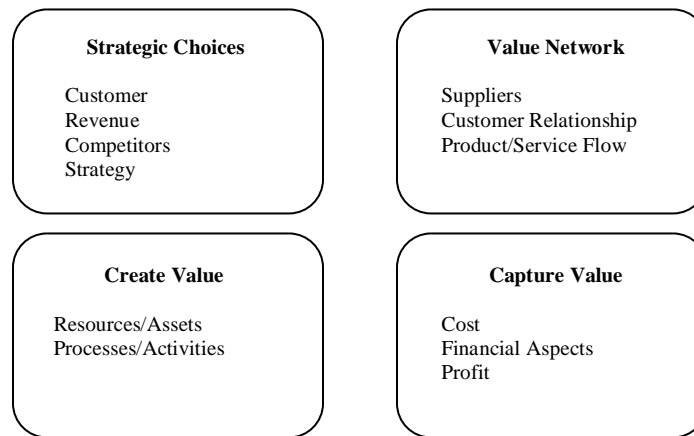 Strategic Choices
Customer
Revenue
Competitors
Strategy
Value Network
Suppliers
Customer Relationship
Product/Service Flow
Create Value
Resources/Assets
Processes/Activities
Capture Value
Cost
Financial Aspects
Profit